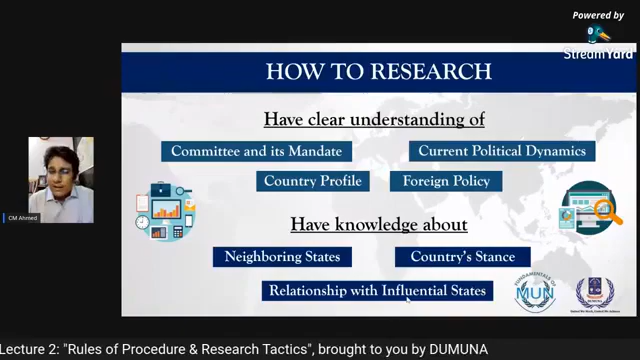 Powered by
StreamYard
HOW TO RESEARCH
Have clear understanding of
Committee and its Mandate
Current Political Dynamics
Country Profile
Foreign Policy
Have knowledge about
Neighboring States
Country's Stance
Relationship with Influential States
CM Ahmed
FUNDAMENTALS OF
MUN
DUMUNA
Lecture 2: "Rules of Procedure & Research Tactics", brought to you by DUMUNA